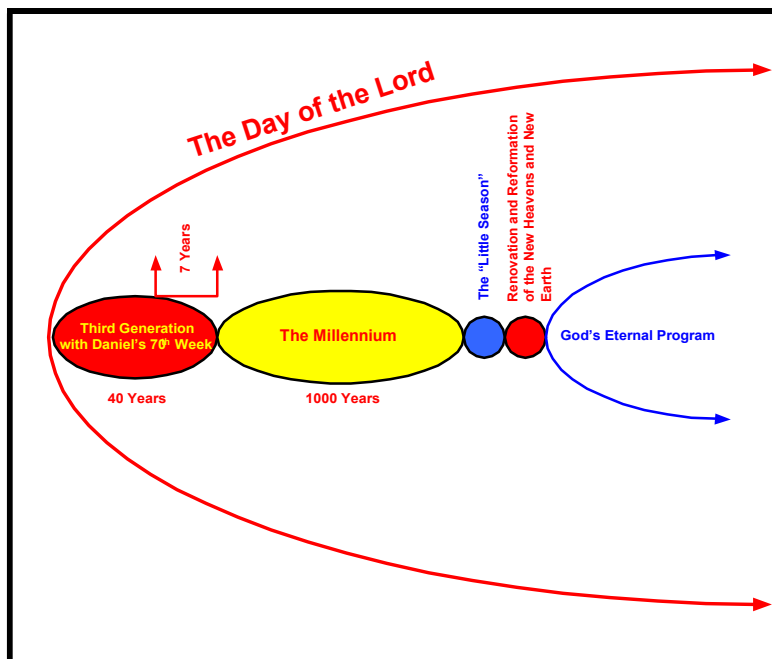 The Day of the Lord
7 Years
The "Little Season"
Renovation and Reformation
of the New Heavens and New
Earth
Third Generation
with Daniel's 70th Week
The Millennium
God's Eternal Program
40 Years
1000 Years